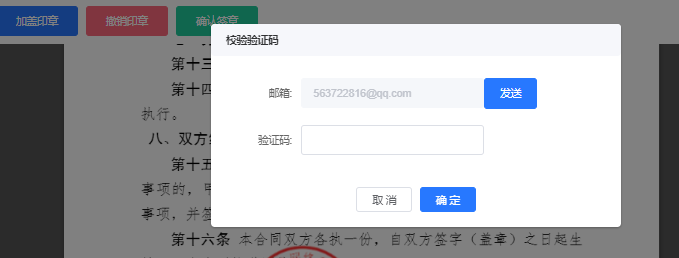 加盖印章 撤销印章 确认签章
校验验证码
第十三
第十四
邮箱: 563722816@qq.com 发送
执行。
八、双方
验证码:
第十五
事项的，甲
事项，并签
取 消 确 定
第十六条 本合同双方各执一份，自双方签字（盖章）之日起生